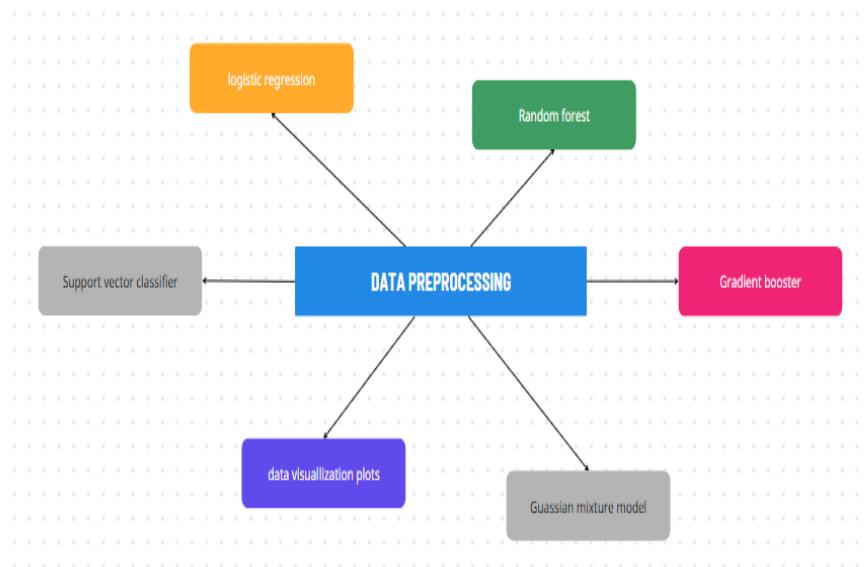 logistic regression
Random forest
Support vector classifier
DATA PREPROCESSING
Gradient booster
data visuallization plots
Guassian mixture model